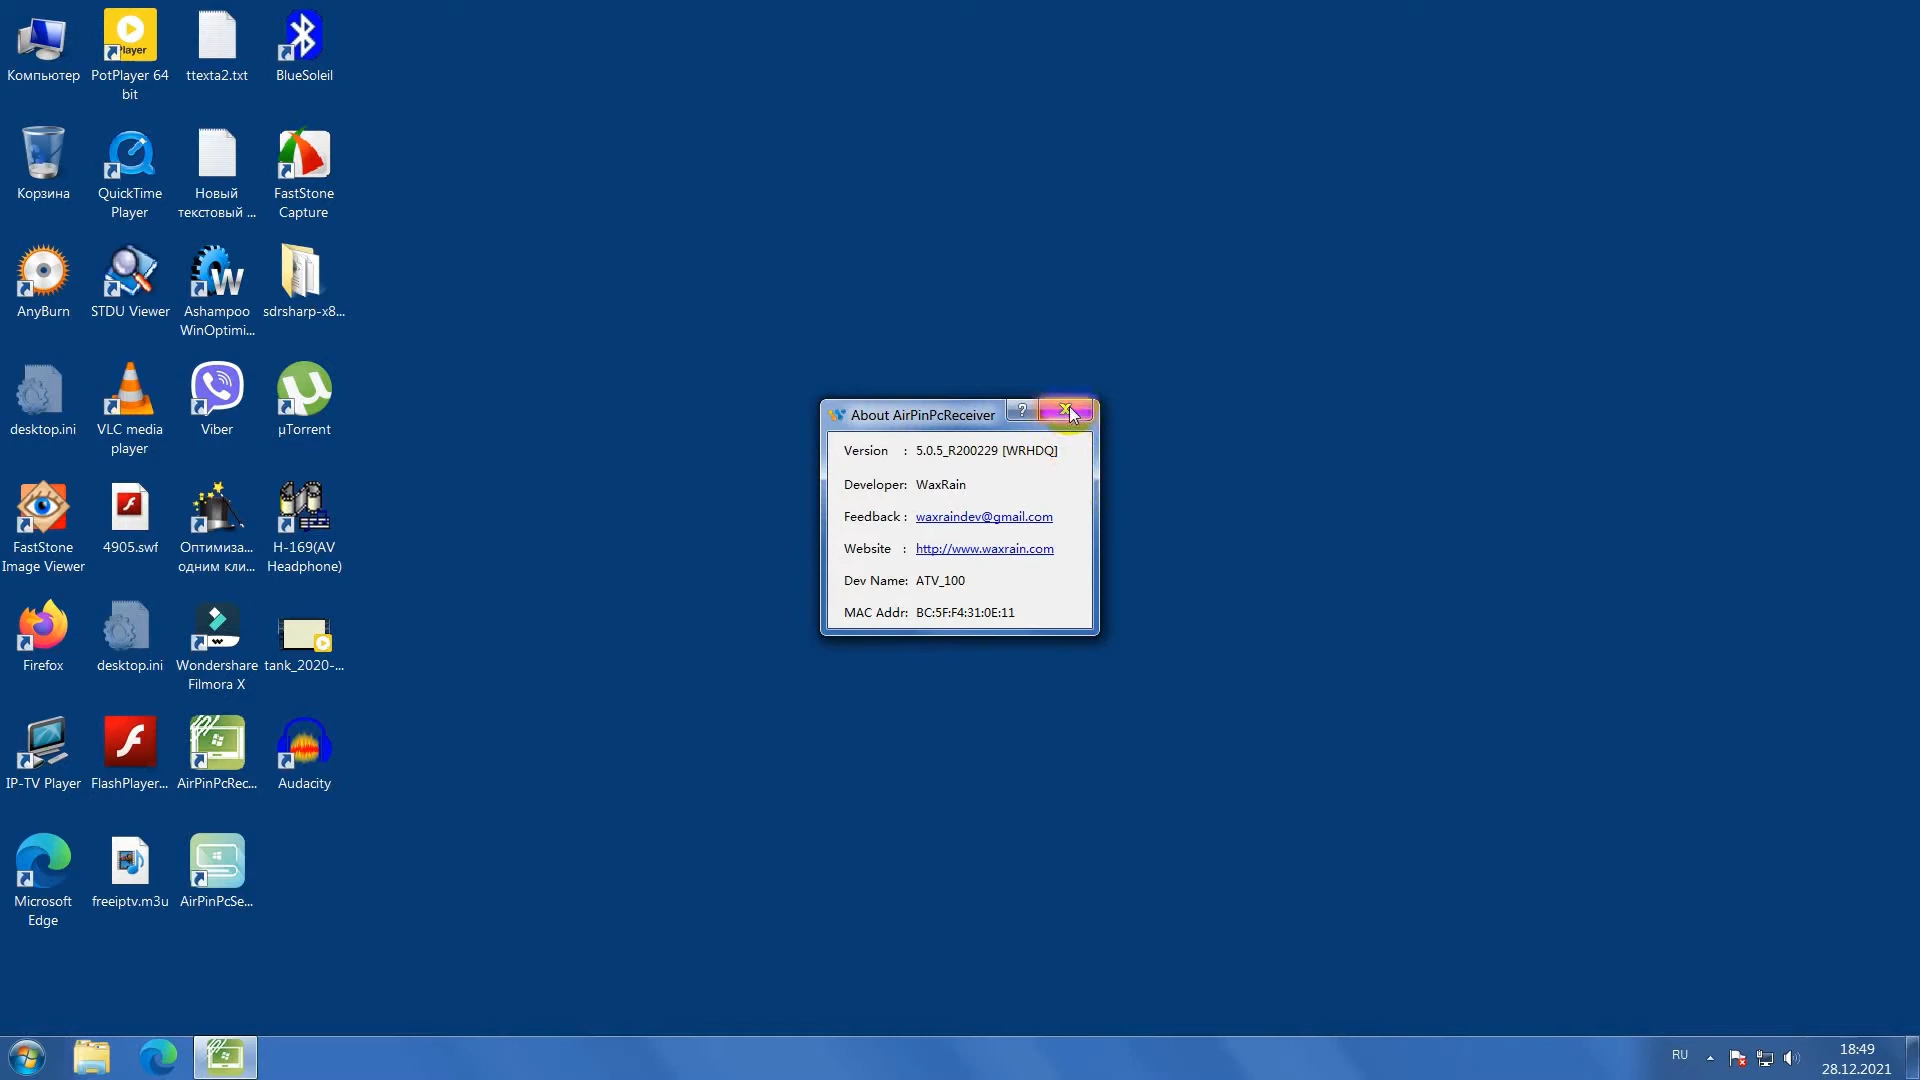 Компьютер
PotPlayer 64
bit
ttexta2.txt
BlueSoleil
Player
Корзина
QuickTime
Player
Новый
текстовый ...
FastStone
Capture
AnyBurn
STDU Viewer
Ashampoo
WinOptimi...
sdrsharp-x8...
W
desktop.ini
VLC media
player
Viber
µTorrent
FastStone
Image Viewer
4905.swf
Оптимиза...
одним кли...
H-169(AV
Headphone)
Firefox
desktop.ini
Wondershare
Filmora X
tank_2020-...
IP-TV Player
FlashPlayer...
AirPinPcRec...
Audacity
Microsoft
Edge
freeiptv.m3u
AirPinPcSe...
About AirPinPcReceiver
?
Version : 5.0.5_R200229 [WRHDQ]
Developer: WaxRain
Feedback : waxraindev@gmail.com
Website : http://www.waxrain.com
Dev Name: ATV_100
MAC Addr: BC:5F:F4:31:0E:11
RU
18:49
28.12.2021